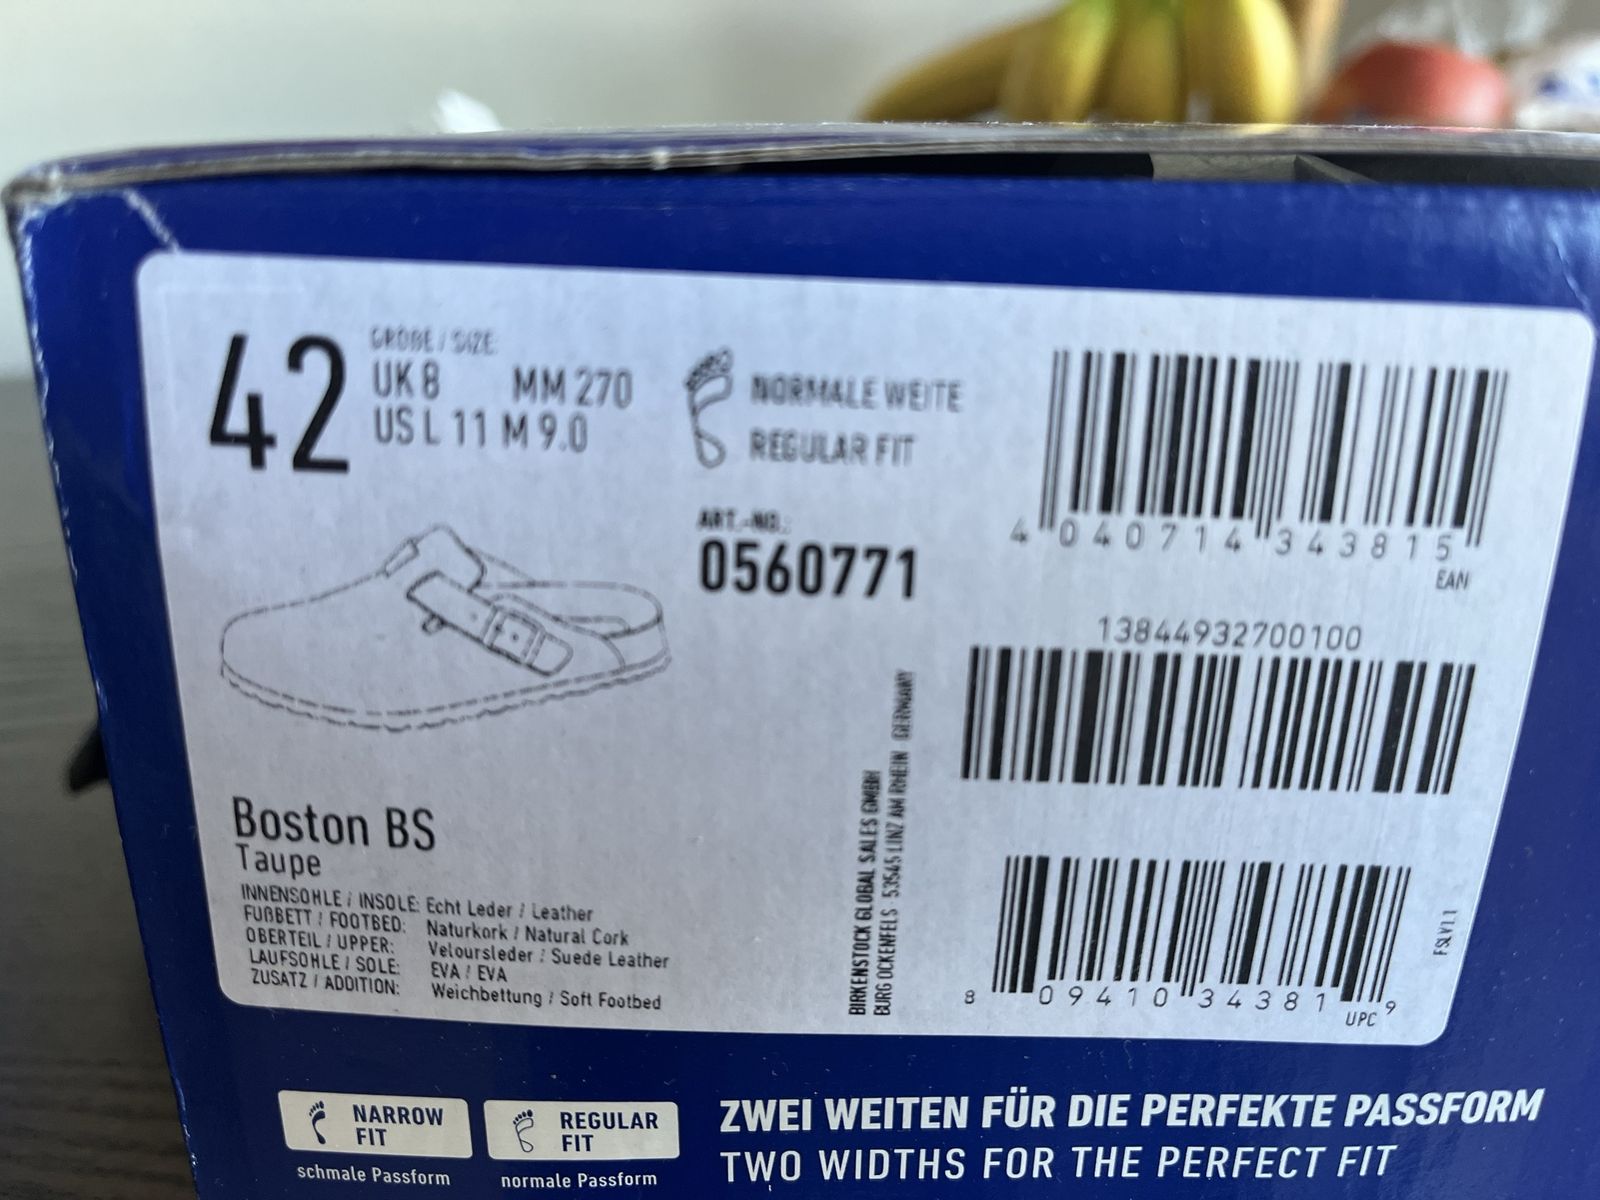 42
GRÖßE / SIZE:
UK 8 MM 270
US L 11 M 9.0
NORMALE WEITE
REGULAR FIT
ART.-NO.:
0560771
4 040714 343815
EAN
13844932700100
8 09410 34381 9
UPC
FSLV1.1
BIRKENSTOCK GLOBAL SALES GMBH
BURG OCKENFELS 53545 LINZ AM RHEIN GERMANY
Boston BS
Taupe
INNENSOHLE / INSOLE: Echt Leder / Leather
FUßBETT / FOOTBED: Naturkork / Natural Cork
OBERTEIL / UPPER: Veloursleder / Suede Leather
LAUFSOHLE / SOLE: EVA / EVA
ZUSATZ / ADDITION: Weichbettung / Soft Footbed
NARROW
FIT
schmale Passform
REGULAR
FIT
normale Passform
ZWEI WEITEN FÜR DIE PERFEKTE PASSFORM
TWO WIDTHS FOR THE PERFECT FIT